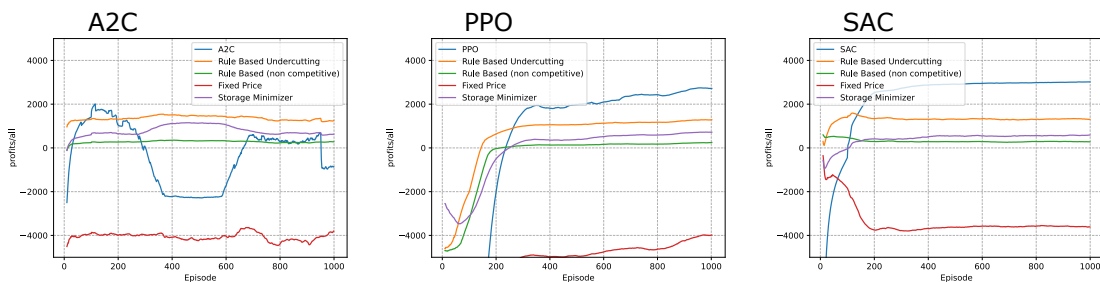 A2C
PPO
SAC
4000
2000
0
−2000
−4000
profits/all
0
200
400
600
800
1000
Episode
A2C
Rule Based Undercutting
Rule Based (non competitive)
Fixed Price
Storage Minimizer
4000
2000
0
−2000
−4000
profits/all
0
200
400
600
800
1000
Episode
PPO
Rule Based Undercutting
Rule Based (non competitive)
Fixed Price
Storage Minimizer
4000
2000
0
−2000
−4000
profits/all
0
200
400
600
800
1000
Episode
SAC
Rule Based Undercutting
Rule Based (non competitive)
Fixed Price
Storage Minimizer